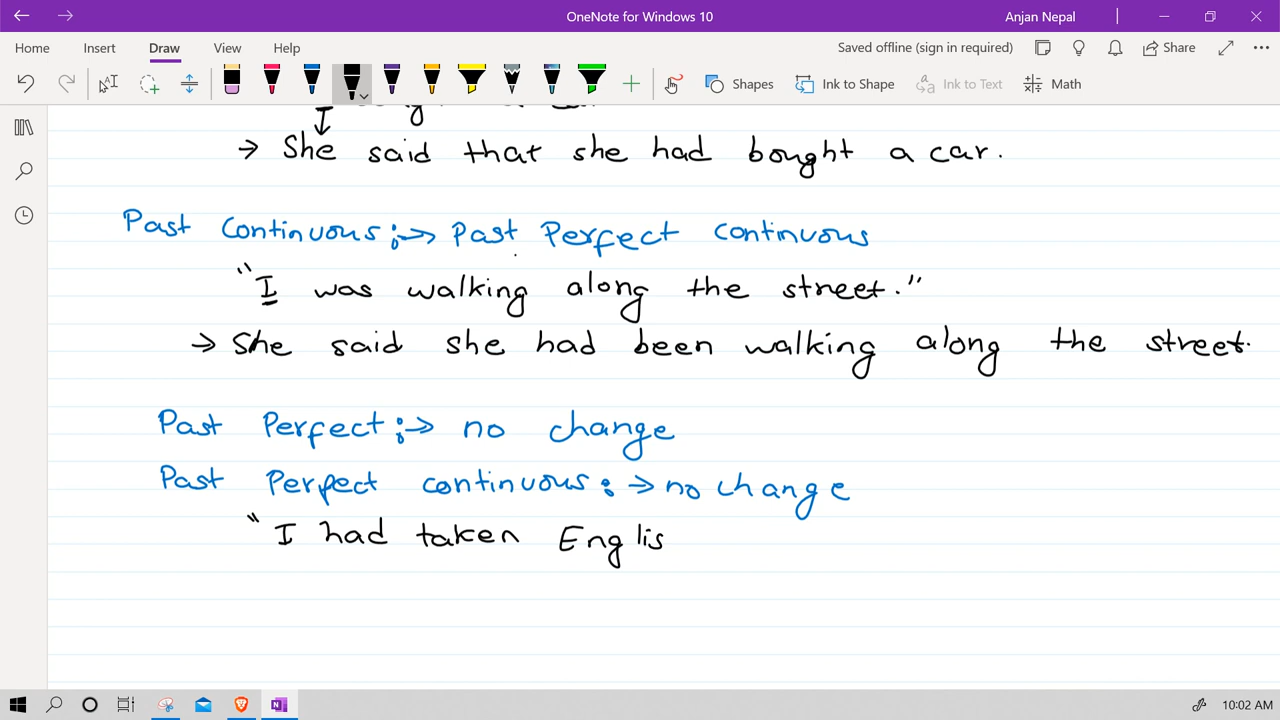 OneNote for Windows 10
Anjan Nepal
Home Insert Draw View Help
Saved offline (sign in required)
Share
Shapes
Ink to Shape
Ink to Text
Math
→ She said that she had bought a car.
Past Continuous :→ Past Perfect continuous
"I was walking along the street."
→ She said she had been walking along the street.
Past Perfect :→ no change
Past Perfect continuous :→ no change
"I had taken Englis
10:02 AM